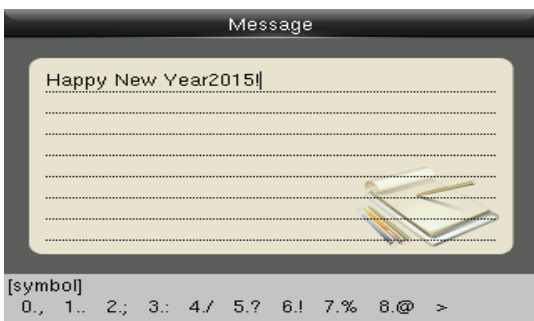 Message
Happy New Year2015!
[symbol]
0., 1.. 2.; 3.: 4./ 5.? 6.! 7.% 8.@ >